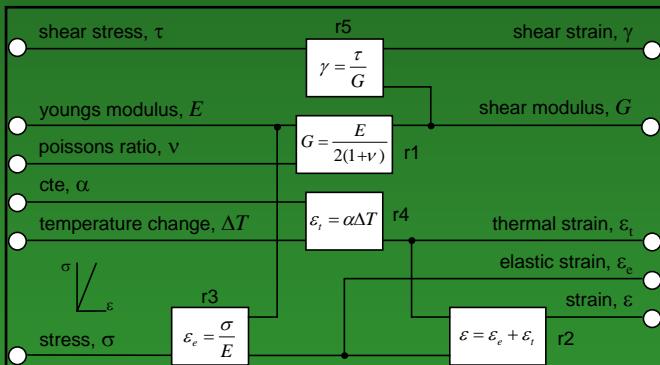 shear stress, τ
r5
shear strain, γ
γ = τ/G
youngs modulus, E
shear modulus, G
poissons ratio, ν
G = E/2(1+ν)
r1
cte, α
temperature change, ΔT
ε_t = αΔT
r4
thermal strain, ε_t
elastic strain, ε_e
σ
ε
r3
strain, ε
stress, σ
ε_e = σ/E
ε = ε_e + ε_t
r2